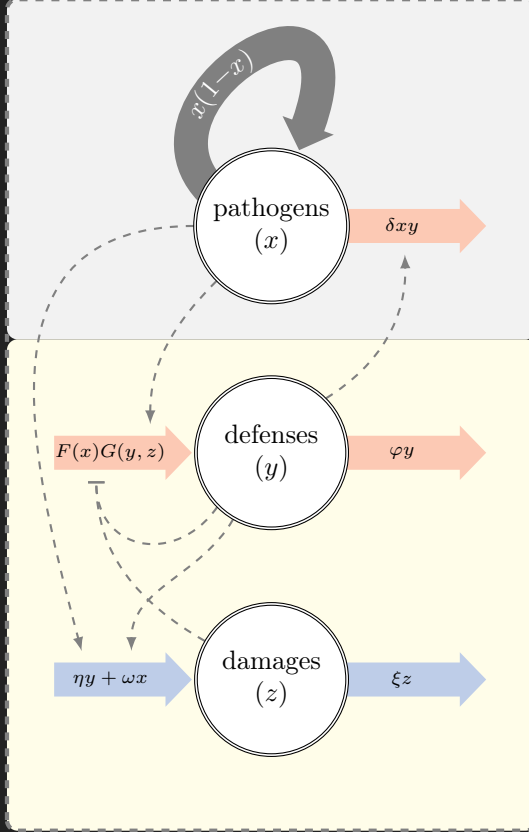 x(1−x)
pathogens
(x)
δxy
F(x)G(y, z)
defenses
(y)
φy
ηy + ωx
damages
(z)
ξz